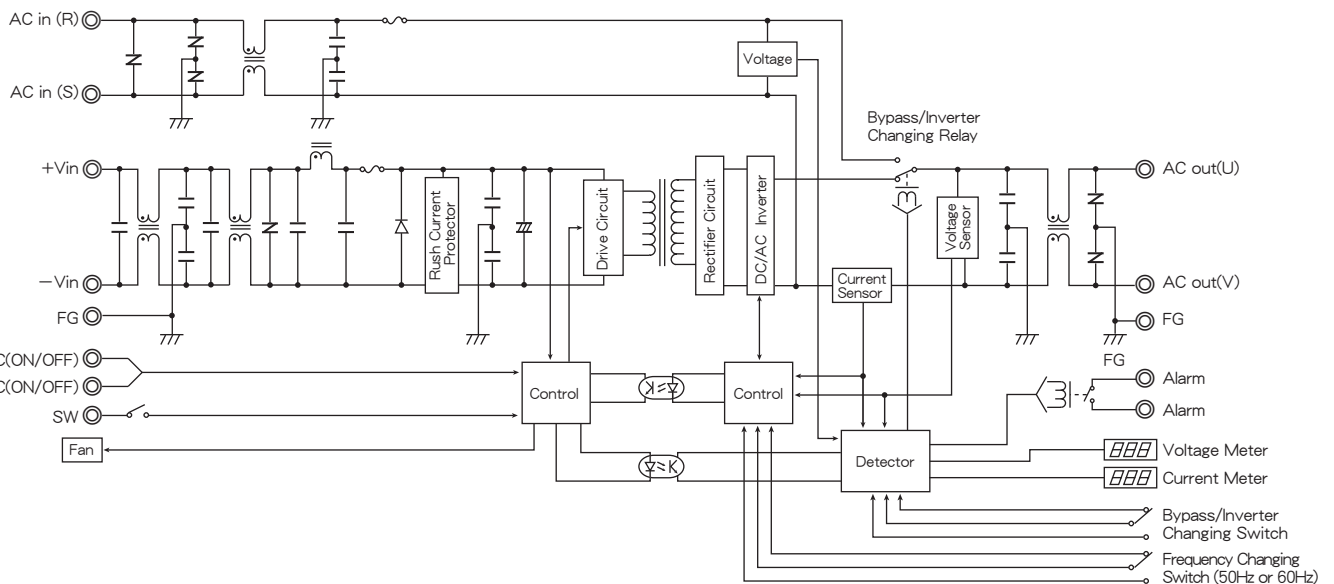 AC in (R)
Voltage
AC in (S)
Bypass/Inverter
Changing Relay
+Vin
AC out(U)
Rush Current
Protector
Drive Circuit
Rectifier Circuit
DC/AC Inverter
Voltage
Sensor
Current
Sensor
−Vin
AC out(V)
FG
FG
FG
C(ON/OFF)
C(ON/OFF)
Control
Control
Alarm
Alarm
SW
Fan
Detector
Voltage Meter
Current Meter
Bypass/Inverter
Changing Switch
Frequency Changing
Switch (50Hz or 60Hz)